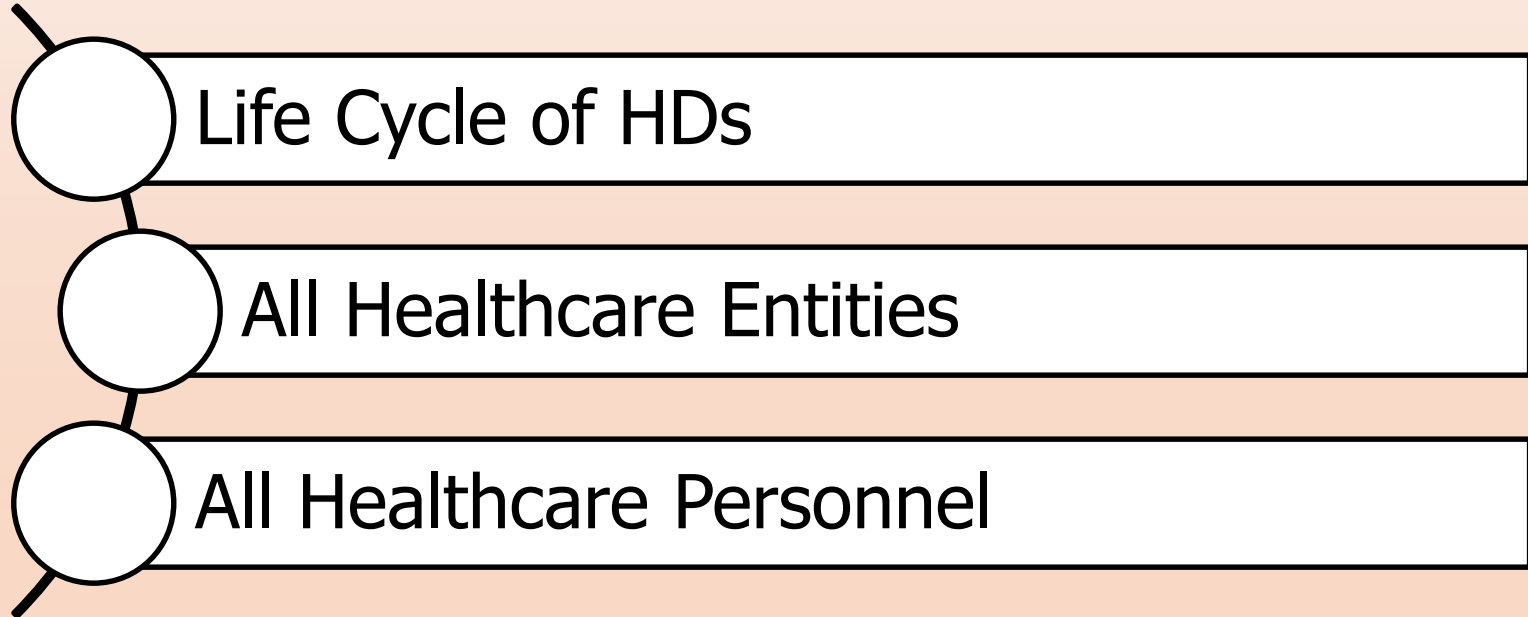 Life Cycle of HDs
All Healthcare Entities
All Healthcare Personnel